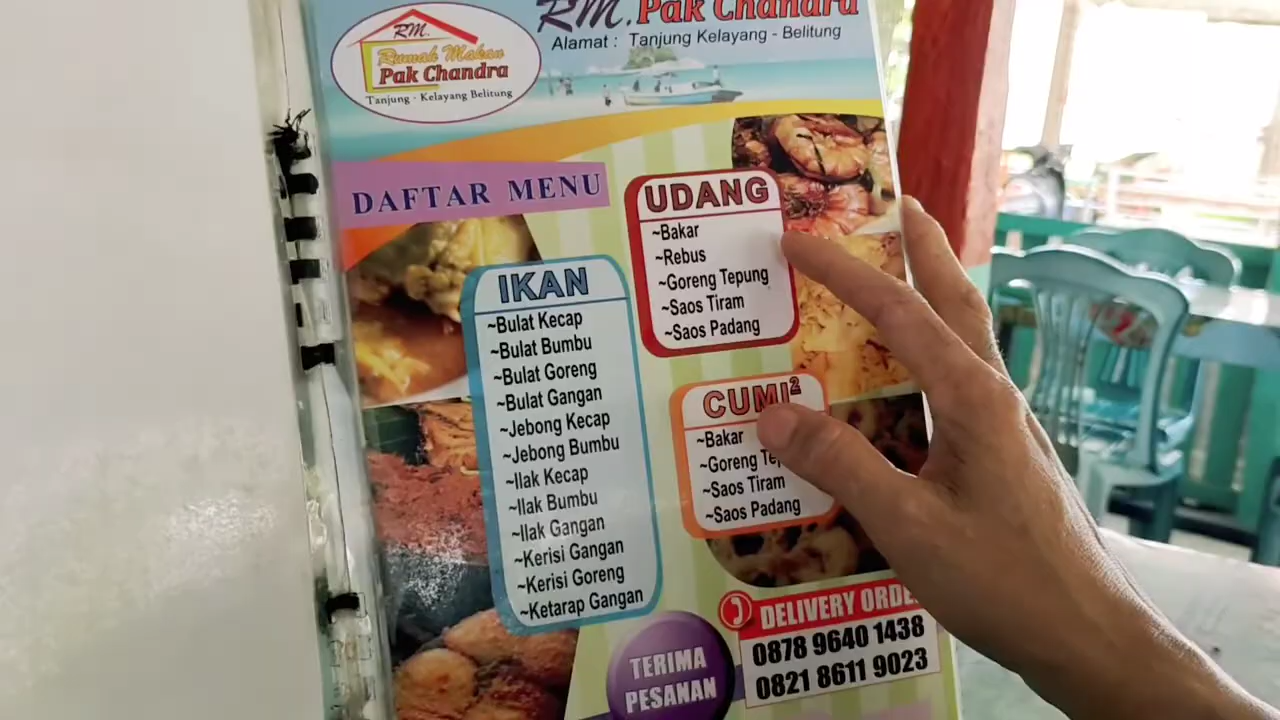 RM.
Rumah Makan
Pak Chandra
Tanjung - Kelayang Belitung
RM. Pak Chandra
Alamat : Tanjung Kelayang - Belitung
DAFTAR MENU
IKAN
~Bulat Kecap
~Bulat Bumbu
~Bulat Goreng
~Bulat Gangan
~Jebong Kecap
~Jebong Bumbu
~Ilak Kecap
~Ilak Bumbu
~Ilak Gangan
~Kerisi Gangan
~Kerisi Goreng
~Ketarap Gangan
UDANG
~Bakar
~Rebus
~Goreng Tepung
~Saos Tiram
~Saos Padang
CUMI²
~Bakar
~Goreng
~Saos Tiram
~Saos Padang
TERIMA
PESANAN
DELIVERY
0878 9640 1438
0821 8611 9023